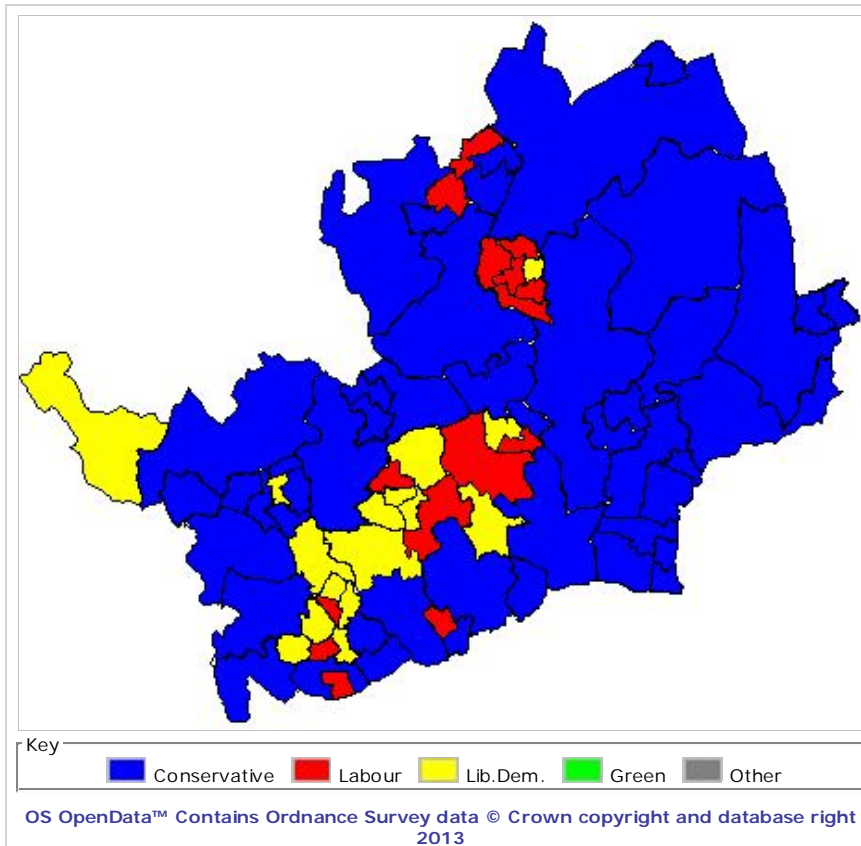 Key
Conservative Labour Lib.Dem. Green Other
OS OpenData™ Contains Ordnance Survey data © Crown copyright and database right
2013